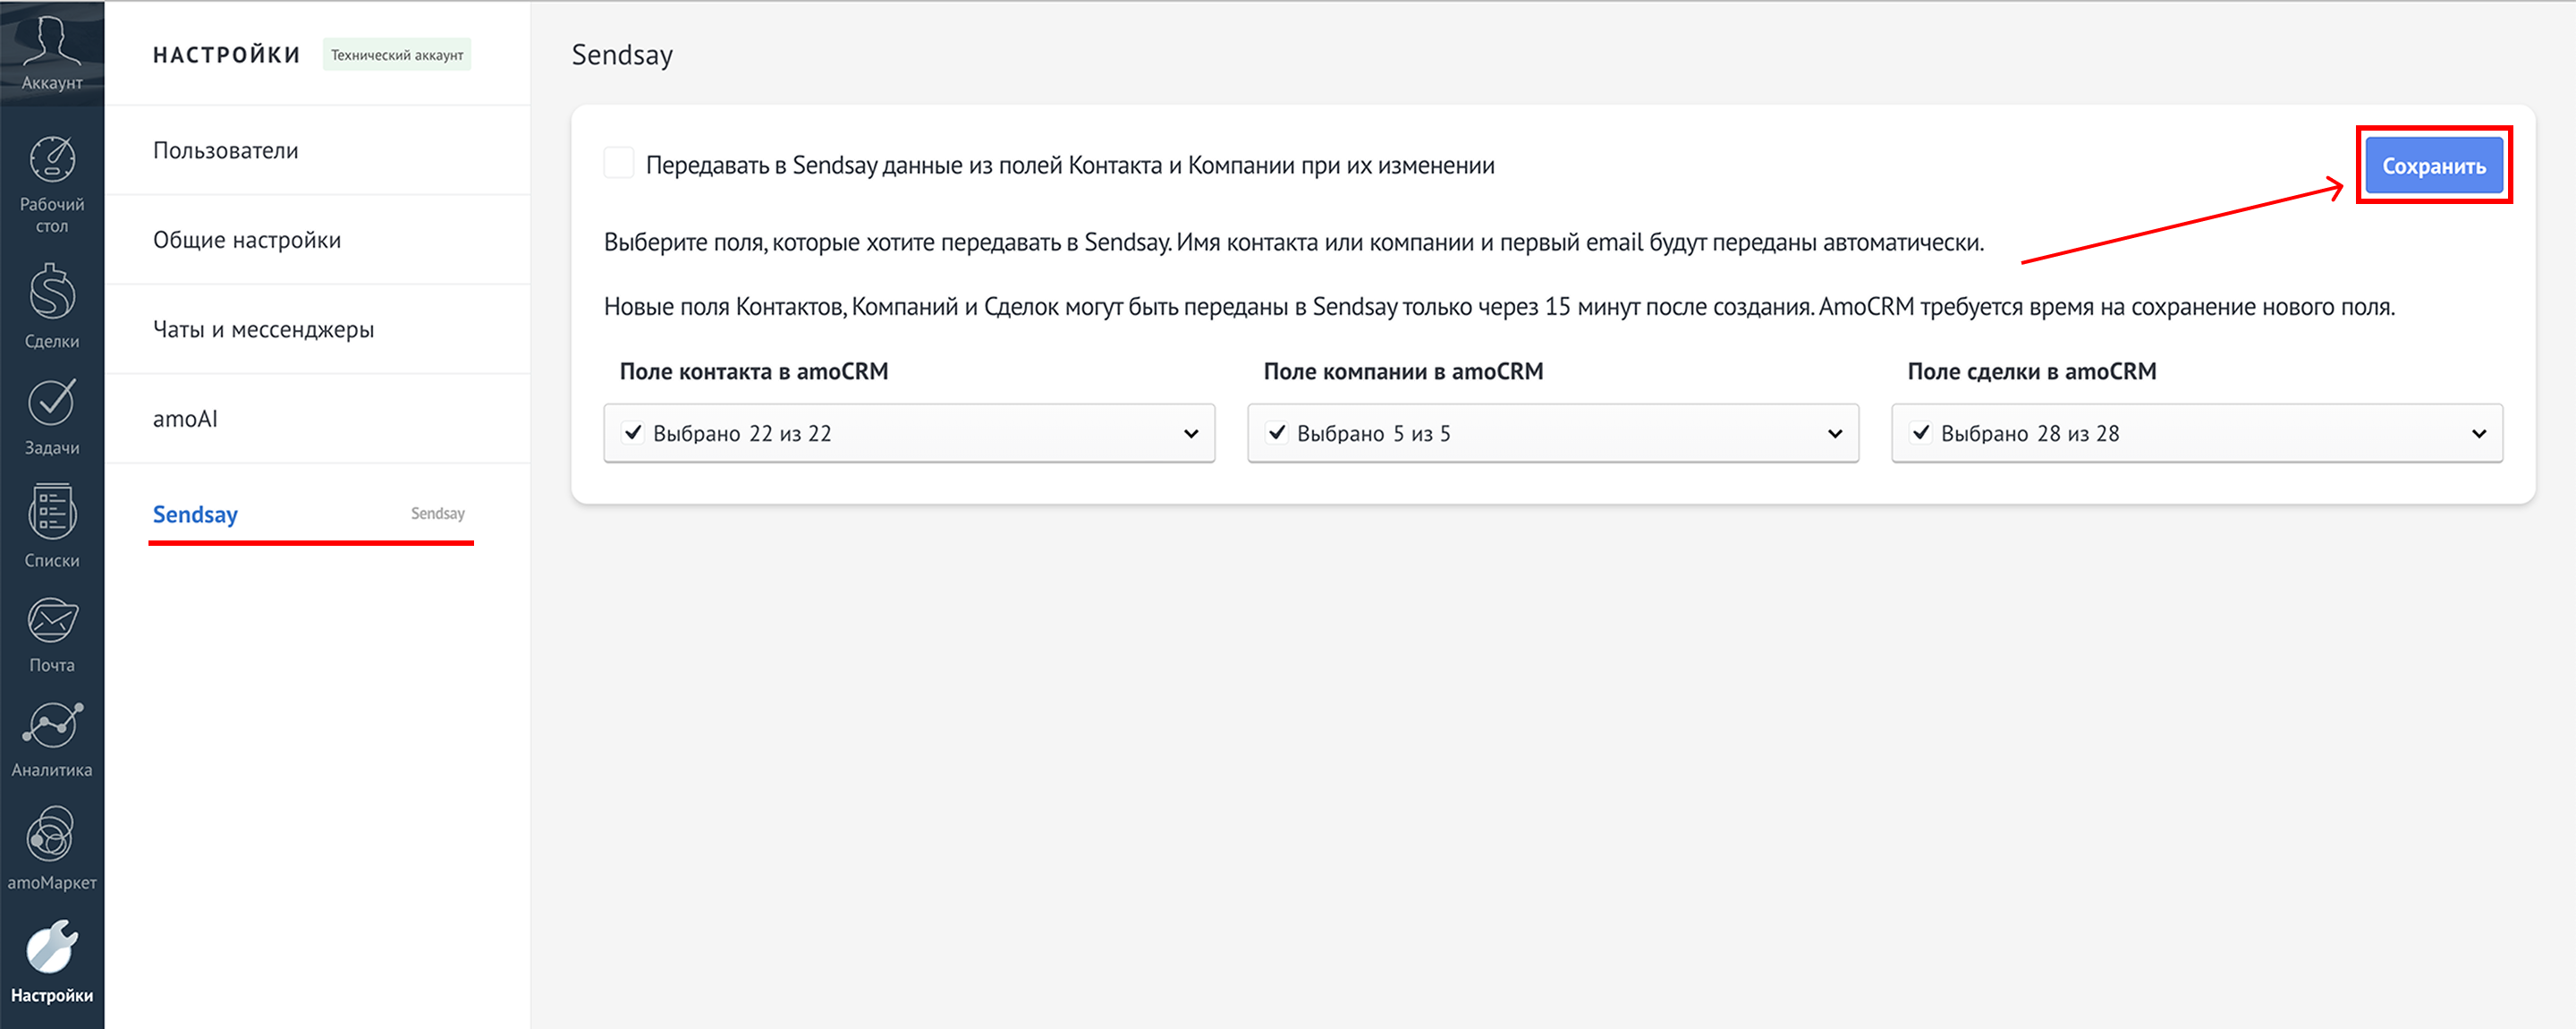 Аккаунт
Рабочий
стол
Сделки
Задачи
Списки
Почта
Аналитика
amoМаркет
Настройки
НАСТРОЙКИ
Технический аккаунт
Пользователи
Общие настройки
Чаты и мессенджеры
amoAI
Sendsay Sendsay
Sendsay
Передавать в Sendsay данные из полей Контакта и Компании при их изменении
Сохранить
Выберите поля, которые хотите передавать в Sendsay. Имя контакта или компании и первый email будут переданы автоматически.
Новые поля Контактов, Компаний и Сделок могут быть переданы в Sendsay только через 15 минут после создания. AmoCRM требуется время на сохранение нового поля.
Поле контакта в amoCRM
Выбрано 22 из 22
Поле компании в amoCRM
Выбрано 5 из 5
Поле сделки в amoCRM
Выбрано 28 из 28